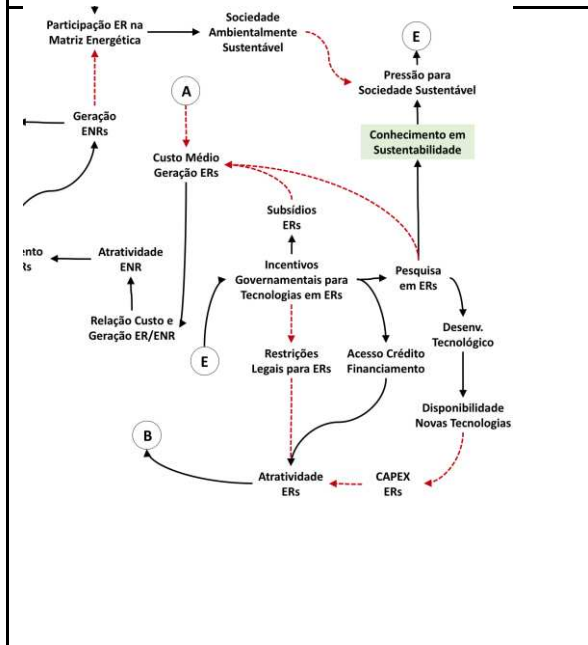 Participação ER na
Matriz Energética
Sociedade
Ambientalmente
Sustentável
E
Pressão para
Sociedade Sustentável
A
Geração
ENRs
Conhecimento em
Sustentabilidade
Custo Médio
Geração ERs
Subsídios
ERs
Atratividade
ENR
Incentivos
Governamentais para
Tecnologias em ERs
Pesquisa
em ERs
Relação Custo e
Geração ER/ENR
E
Restrições
Legais para ERs
Acesso Crédito
Financiamento
Desenv.
Tecnológico
Disponibilidade
Novas Tecnologias
B
Atratividade
ERs
CAPEX
ERs